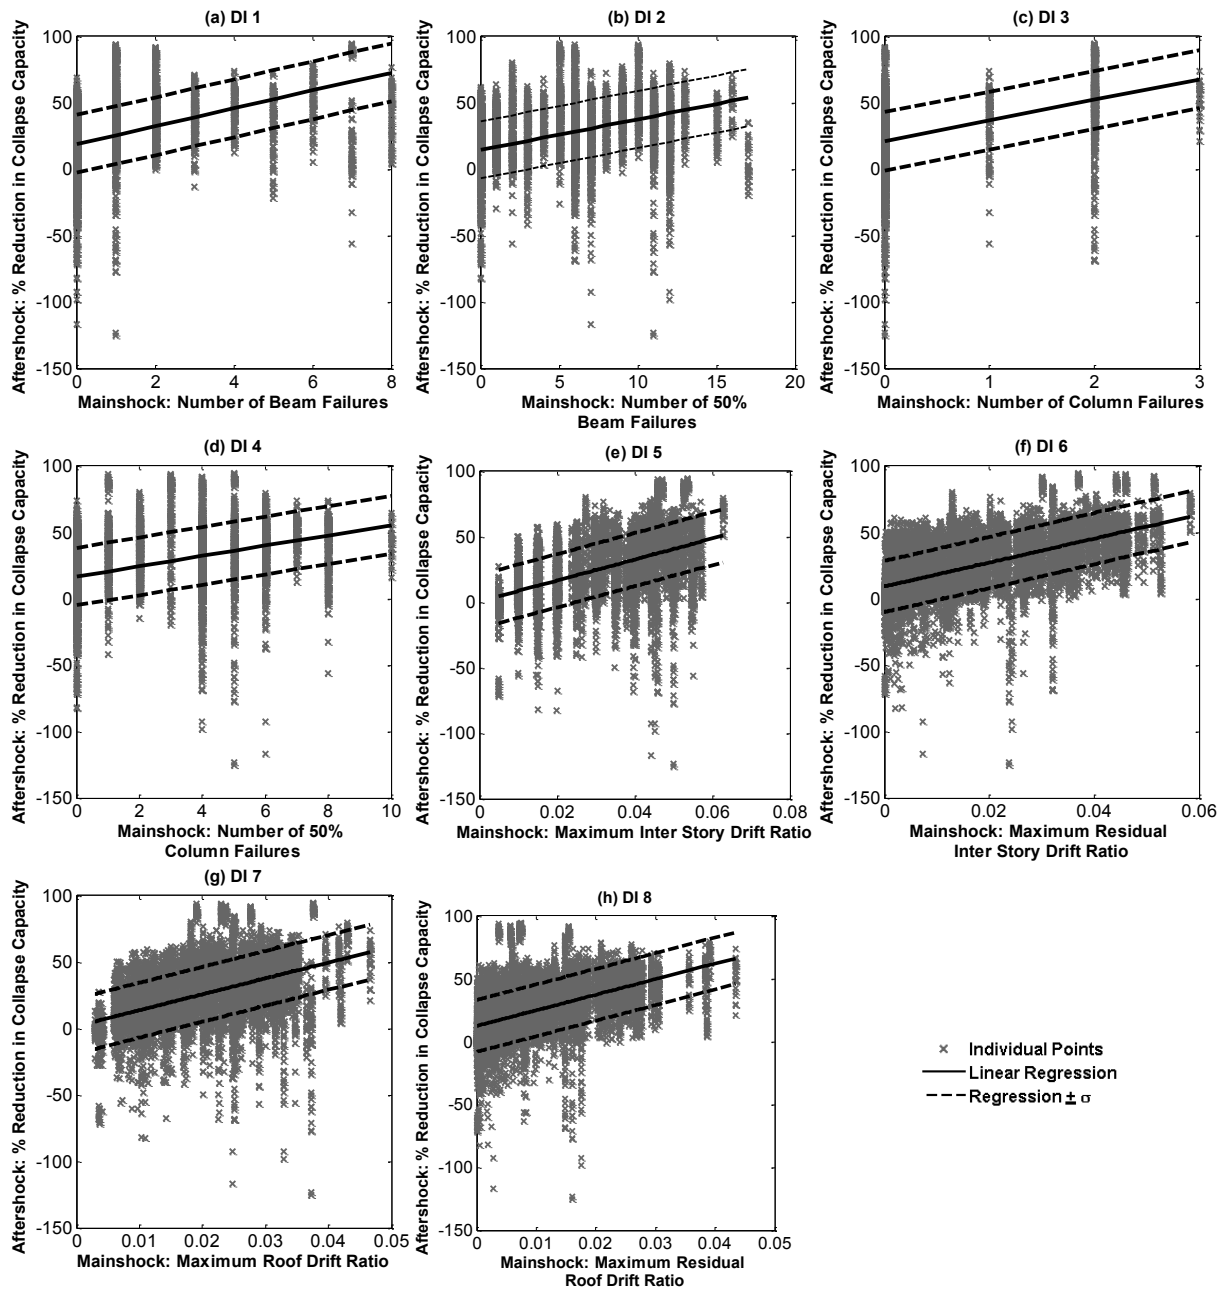 (a) DI 1
Aftershock: % Reduction in Collapse Capacity
100
50
0
-50
-100
-150
0
2
4
6
8
Mainshock: Number of Beam Failures
(b) DI 2
Aftershock: % Reduction in Collapse Capacity
100
50
0
-50
-100
-150
0
5
10
15
20
Mainshock: Number of 50%
Beam Failures
(c) DI 3
Aftershock: % Reduction in Collapse Capacity
100
50
0
-50
-100
-150
0
1
2
3
Mainshock: Number of Column Failures
(d) DI 4
Aftershock: % Reduction in Collapse Capacity
100
50
0
-50
-100
-150
0
2
4
6
8
10
Mainshock: Number of 50%
Column Failures
(e) DI 5
Aftershock: % Reduction in Collapse Capacity
100
50
0
-50
-100
-150
0
0.02
0.04
0.06
0.08
Mainshock: Maximum Inter Story Drift Ratio
(f) DI 6
Aftershock: % Reduction in Collapse Capacity
100
50
0
-50
-100
-150
0
0.02
0.04
0.06
Mainshock: Maximum Residual
Inter Story Drift Ratio
(g) DI 7
Aftershock: % Reduction in Collapse Capacity
100
50
0
-50
-100
-150
0
0.01
0.02
0.03
0.04
0.05
Mainshock: Maximum Roof Drift Ratio
(h) DI 8
Aftershock: % Reduction in Collapse Capacity
100
50
0
-50
-100
-150
0
0.01
0.02
0.03
0.04
0.05
Mainshock: Maximum Residual
Roof Drift Ratio
Individual Points
Linear Regression
Regression ± σ